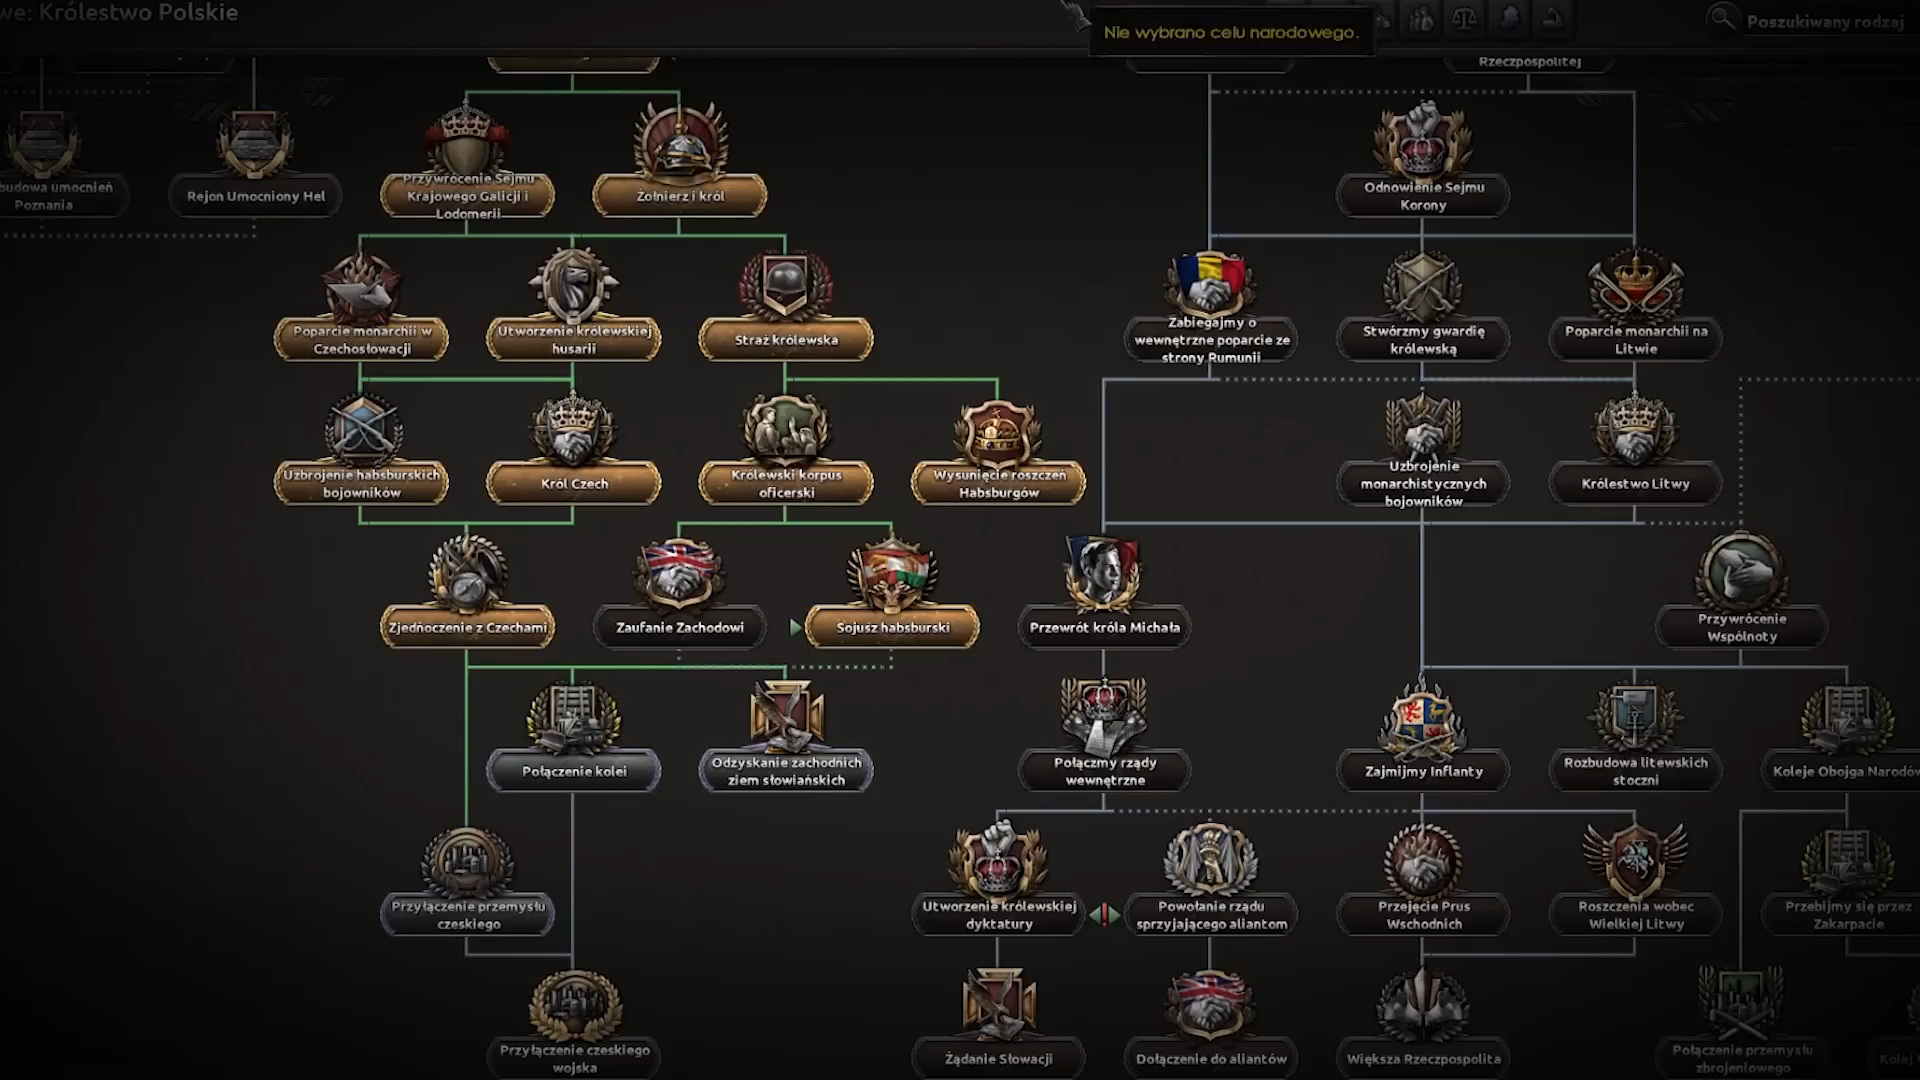 we: Królestwo Polskie
Nie wybrano celu narodowego.
Poszukiwany rodzaj
Rzeczpospolitej
budowa umocnień
Poznania
Rejon Umocniony Hel
Przywrócenie Sejmu
Krajowego Galicji i
Lodomerii
Żołnierz i król
Odnowienie Sejmu
Korony
Poparcie monarchii w
Czechosłowacji
Utworzenie królewskiej
husarii
Straż królewska
Zabiegajmy o
wewnętrzne poparcie ze
strony Rumunii
Stwórzmy gwardię
królewską
Poparcie monarchii na
Litwie
Uzbrojenie habsburskich
bojowników
Król Czech
Królewski korpus
oficerski
Wysunięcie roszczeń
Habsburgów
Uzbrojenie
monarchistycznych
bojowników
Królestwo Litwy
Zjednoczenie z Czechami
Zaufanie Zachodowi
Sojusz habsburski
Przewrót króla Michała
Przywrócenie
Wspólnoty
Połączenie kolei
Odzyskanie zachodnich
ziem słowiańskich
Połączmy rządy
wewnętrzne
Zajmijmy Inflanty
Rozbudowa litewskich
stoczni
Koleje Obojga Narodów
Przyłączenie przemysłu
czeskiego
Utworzenie królewskiej
dyktatury
Powołanie rządu
sprzyjającego aliantom
Przejęcie Prus
Wschodnich
Roszczenia wobec
Wielkiej Litwy
Przebijmy się przez
Zakarpacie
Przyłączenie czeskiego
wojska
Żądanie Słowacji
Dołączenie do aliantów
Większa Rzeczpospolita
Połączenie przemysłu
zbrojeniowego
Kolej